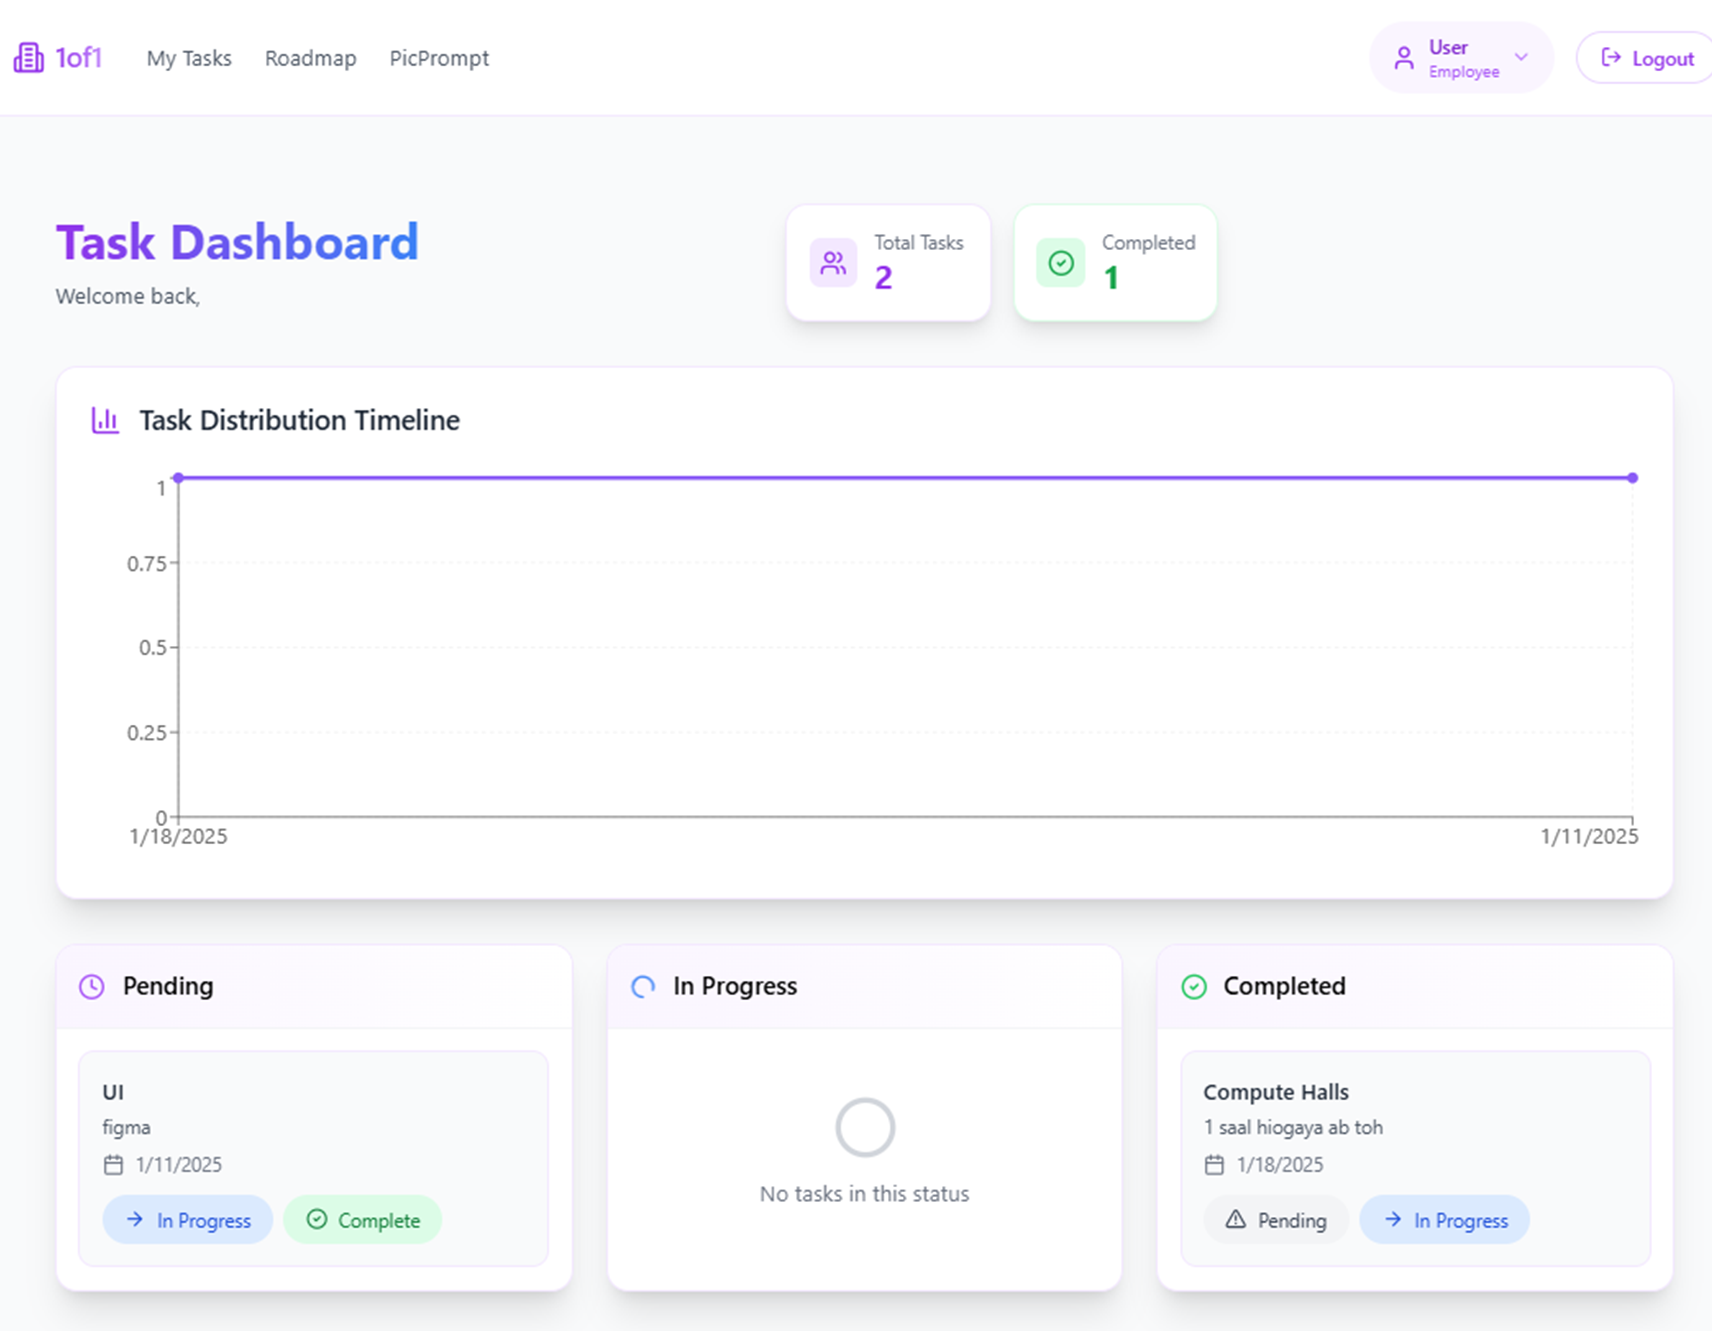 1of1 My Tasks Roadmap PicPrompt
User
Employee
Logout
Task Dashboard
Welcome back,
Total Tasks
2
Completed
1
Task Distribution Timeline
1
0.75
0.5
0.25
0
1/18/2025 1/11/2025
Pending
UI
figma
1/11/2025
In Progress Complete
In Progress
No tasks in this status
Completed
Compute Halls
1 saal hiogaya ab toh
1/18/2025
Pending In Progress